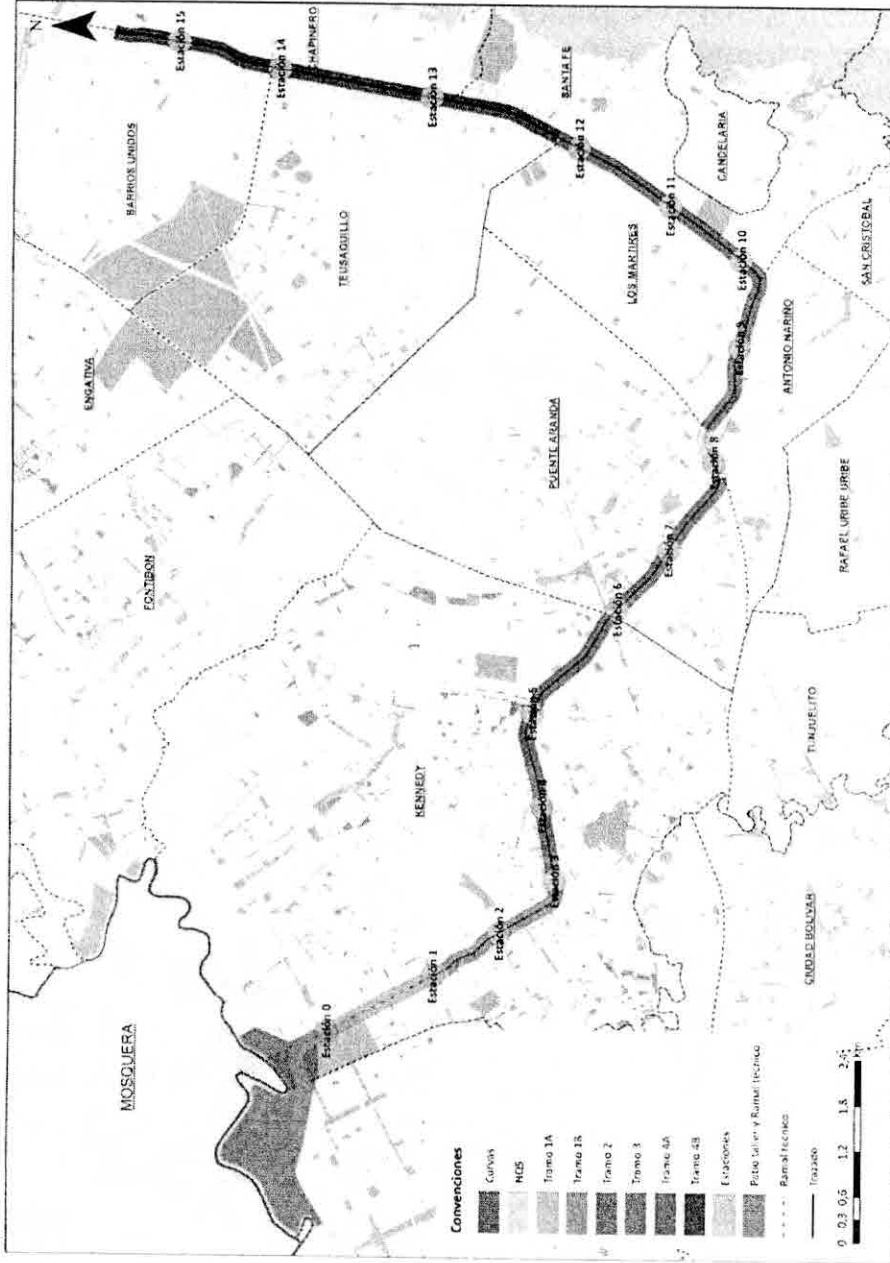 N
Estación 15
CHAPINERO
Estación 14
BARRIOS UNIDOS
Estación 13
SANTA FE
ENGATIVA
TEUSAQUILLO
Estación 12
CANDELARIA
Estación 11
LOS MARTIRES
Estación 10
SAN CRISTOBAL
Estación 9
ANTONIO NARIÑO
FONTIBON
PUENTE ARANDA
Estación 8
RAFAEL URIBE URIBE
Estación 7
Estación 6
KENNEDY
Estación 5
TUNJUELITO
Estación 4
Estación 3
Estación 2
CIUDAD BOLIVAR
Estación 1
Estación 0
MOSQUERA
Convenciones
Curvas
NQS
Tramo 1A
Tramo 1B
Tramo 2
Tramo 3
Tramo 4A
Tramo 4B
Estaciones
Patio taller y Ramal técnico
Ramal técnico
Trazado
0 0,3 0,6 1,2 1,8 2,4
Km